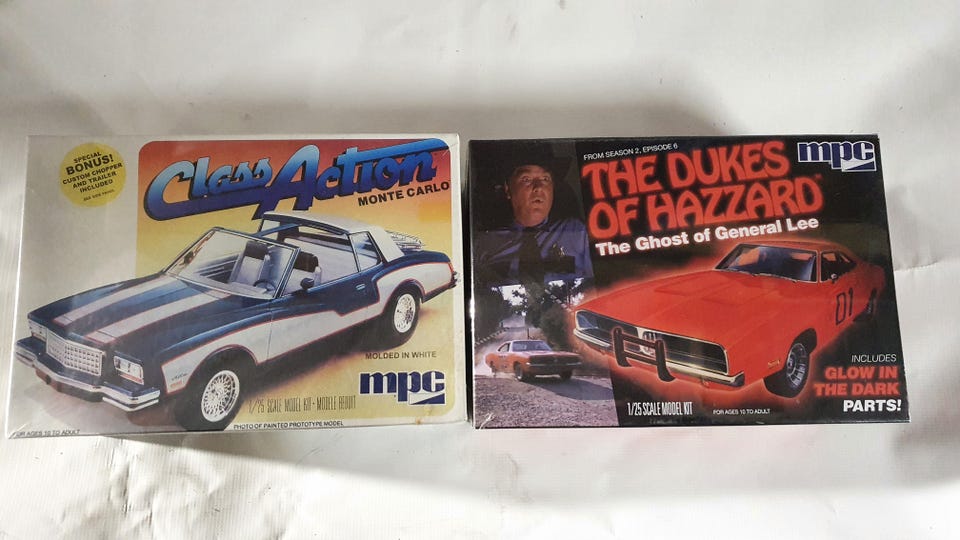 SPECIAL
BONUS!
CUSTOM CHOPPER
AND TRAILER
INCLUDED
SEE SIDE PANEL
Class Action
MONTE CARLO
MOLDED IN WHITE
mpc
1/25 SCALE MODEL KIT • MODELE REDUIT
PHOTO OF PAINTED PROTOTYPE MODEL
FOR AGES 10 TO ADULT
FROM SEASON 2, EPISODE 6
mpc
THE DUKES
OF HAZZARD
The Ghost of General Lee
01
INCLUDES
GLOW IN
THE DARK
PARTS!
1/25 SCALE MODEL KIT
FOR AGES 10 TO ADULT